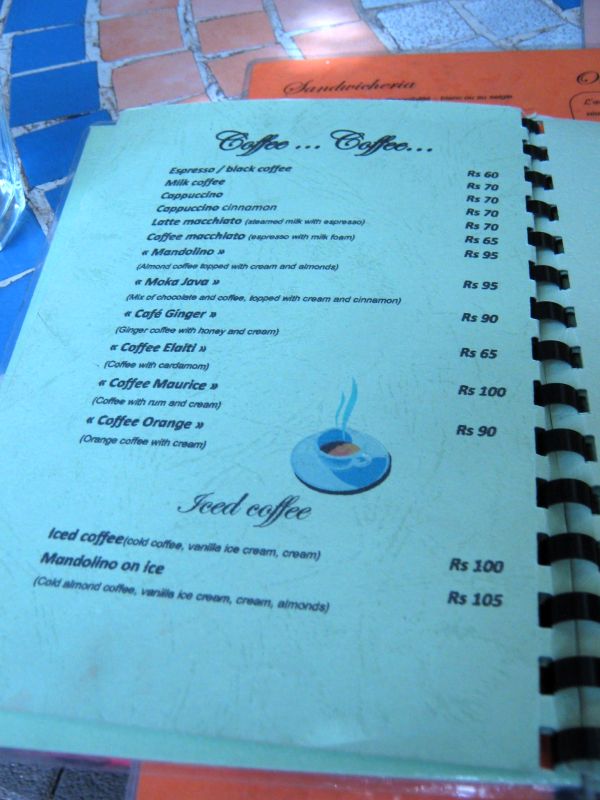 Sandwicheria
Coffee ... Coffee...
Espresso / black coffee Rs 60
Milk coffee Rs 70
Cappuccino Rs 70
Cappuccino cinnamon Rs 70
Latte macchiato (steamed milk with espresso) Rs 70
Coffee macchiato (espresso with milk foam) Rs 65
« Mandolino » Rs 95
(Almond coffee topped with cream and almonds)
« Moka Java » Rs 95
(Mix of chocolate and coffee, topped with cream and cinnamon)
« Café Ginger » Rs 90
(Ginger coffee with honey and cream)
« Coffee Elaiti » Rs 65
(Coffee with cardamom)
« Coffee Maurice » Rs 100
(Coffee with rum and cream)
« Coffee Orange » Rs 90
(Orange coffee with cream)
Iced coffee
Iced coffee(cold coffee, vanilla ice cream, cream) Rs 100
Mandolino on ice Rs 105
(Cold almond coffee, vanilla ice cream, cream, almonds)